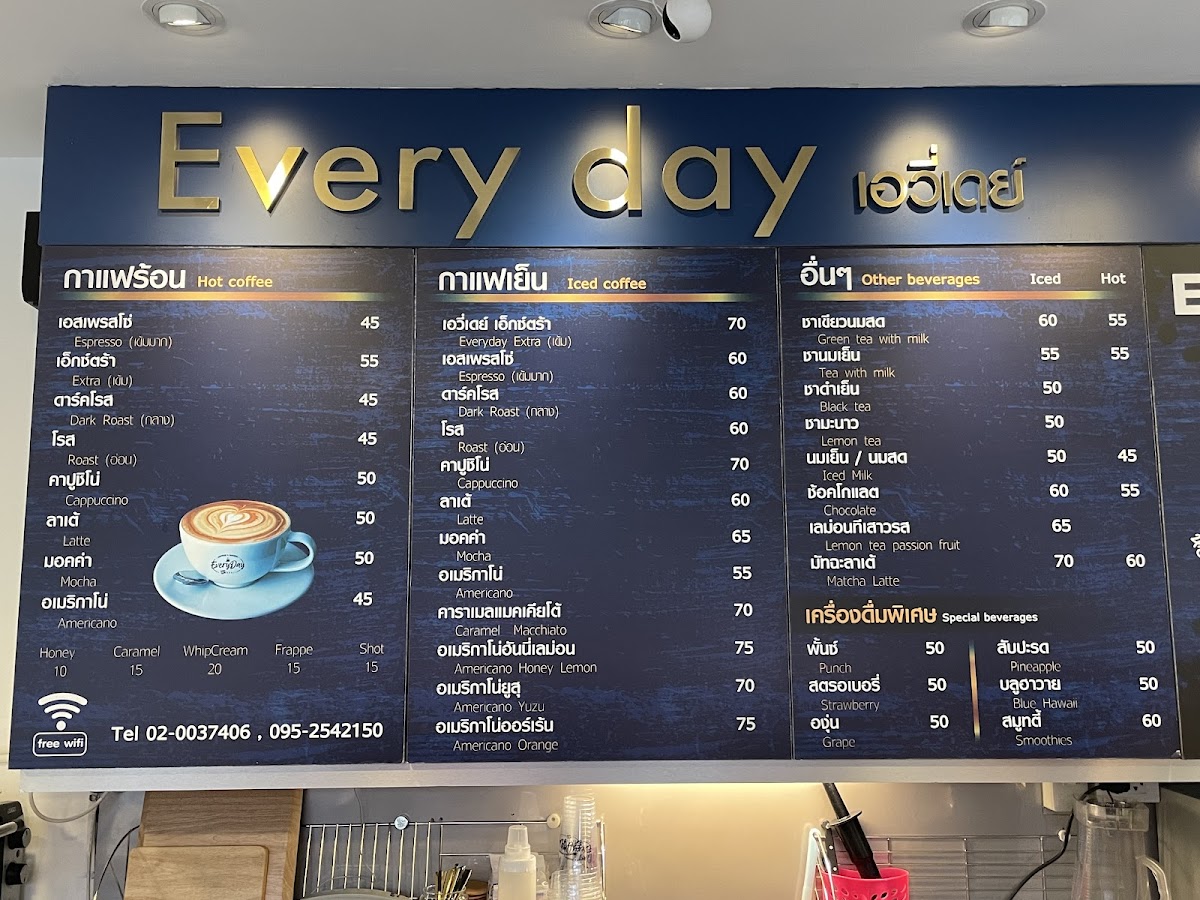 Every day เอวี่เดย์
กาแฟร้อน Hot coffee
เอสเพรสโซ่ 45
Espresso (เข้มมาก)
เอ็กซ์ตร้า 55
Extra (เข้ม)
ดาร์คโรส 45
Dark Roast (กลาง)
โรส 45
Roast (อ่อน)
คาปูชิโน่ 50
Cappuccino
ลาเต้ 50
Latte
มอคค่า 50
Mocha
อเมริกาโน่ 45
Americano
EveryDay
Honey Caramel WhipCream Frappe Shot
10 15 20 15 15
free wifi
Tel 02-0037406 , 095-2542150
กาแฟเย็น Iced coffee
เอวี่เดย์ เอ็กซ์ตร้า 70
Everyday Extra (เข้ม)
เอสเพรสโซ่ 60
Espresso (เข้มมาก)
ดาร์คโรส 60
Dark Roast (กลาง)
โรส 60
Roast (อ่อน)
คาปูชิโน่ 70
Cappuccino
ลาเต้ 60
Latte
มอคค่า 65
Mocha
อเมริกาโน่ 55
Americano
คาราเมลแมคเคียโต้ 70
Caramel Macchiato
อเมริกาโน่ฮันนี่เลม่อน 75
Americano Honey Lemon
อเมริกาโน่ยูสุ 70
Americano Yuzu
อเมริกาโน่ออร์เร้น 75
Americano Orange
อื่นๆ Other beverages Iced Hot
ชาเขียวนมสด 60 55
Green tea with milk
ชานมเย็น 55 55
Tea with milk
ชาดำเย็น 50
Black tea
ชามะนาว 50
Lemon tea
นมเย็น / นมสด 50 45
Iced Milk
ช้อคโกแลต 60 55
Chocolate
เลม่อนทีเสาวรส 65
Lemon tea passion fruit
มัทฉะลาเต้ 70 60
Matcha Latte
เครื่องดื่มพิเศษ Special beverages
พั้นช์ 50
Punch
สตรอเบอรี่ 50
Strawberry
องุ่น 50
Grape
สับปะรด 50
Pineapple
บลูฮาวาย 50
Blue Hawaii
สมูทตี้ 60
Smoothies